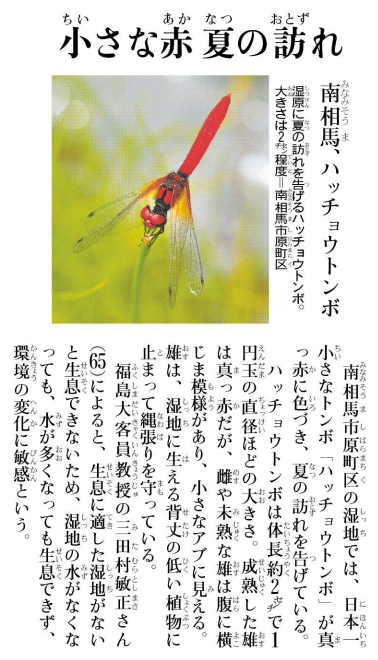 小さな赤 夏の訪れ
南相馬、ハッチョウトンボ
湿原に夏の訪れを告げるハッチョウトンボ。
大きさは2㌢程度=南相馬市原町区
南相馬市原町区の湿地では、日本一
小さなトンボ「ハッチョウトンボ」が真
っ赤に色づき、夏の訪れを告げている。
ハッチョウトンボは体長約2㌢で1
円玉の直径ほどの大きさ。成熟した雄
は真っ赤だが、雌や未熟な雄は腹に横
じま模様があり、小さなアブに見える。
雄は、湿地に生える背丈の低い植物に
止まって縄張りを守っている。
福島大客員教授の三田村敏正さん
(65)によると、生息に適した湿地がない
と生息できないため、湿地の水がなくな
っても、水が多くなっても生息できず、
環境の変化に敏感という。